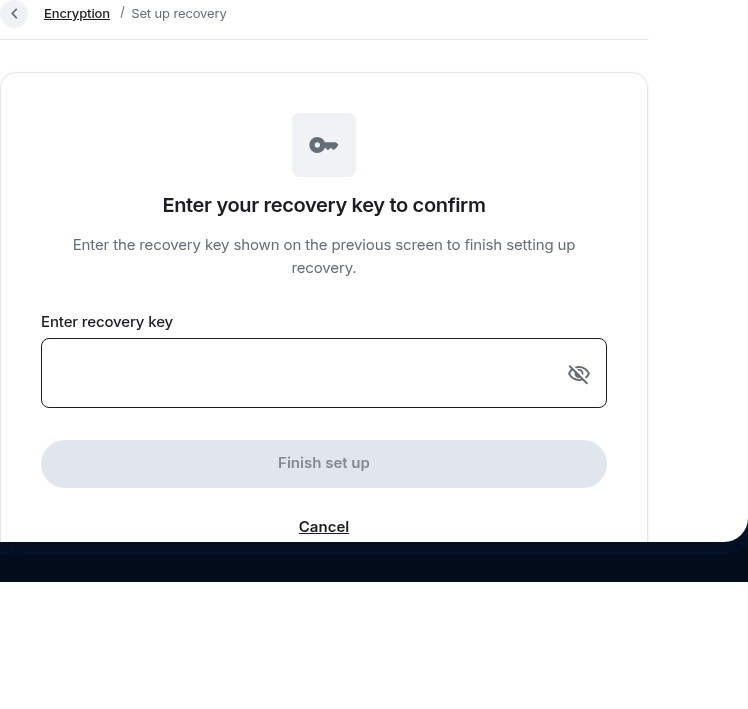 Encryption / Set up recovery
Enter your recovery key to confirm
Enter the recovery key shown on the previous screen to finish setting up
recovery.
Enter recovery key
Finish set up
Cancel